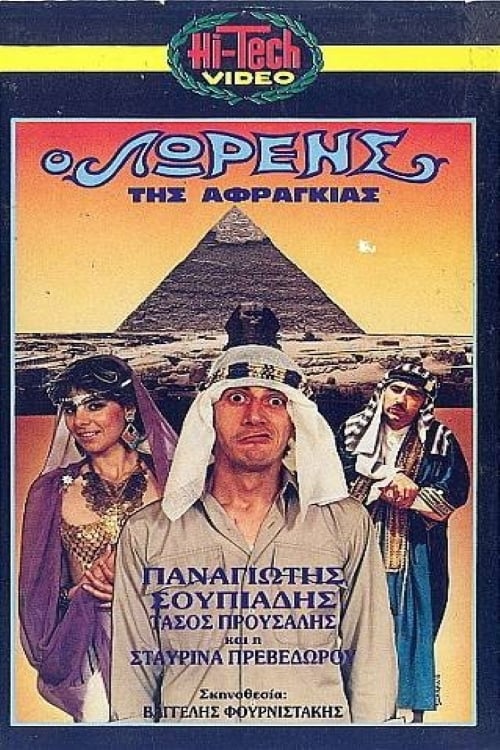 Hi-Tech
VIDEO
Ο ΛΩΡΕΝΣ
ΤΗΣ ΑΦΡΑΓΚΙΑΣ
ΠΑΝΑΓΙΩΤΗΣ
ΣΟΥΠΙΑΔΗΣ
ΤΑΣΟΣ ΠΡΟΥΣΑΛΗΣ
και η
ΣΤΑΥΡΙΝΑ ΠΡΕΒΕΔΩΡΟΥ
Σκηνοθεσία:
ΒΑΓΓΕΛΗΣ ΦΟΥΡΝΙΣΤΑΚΗΣ